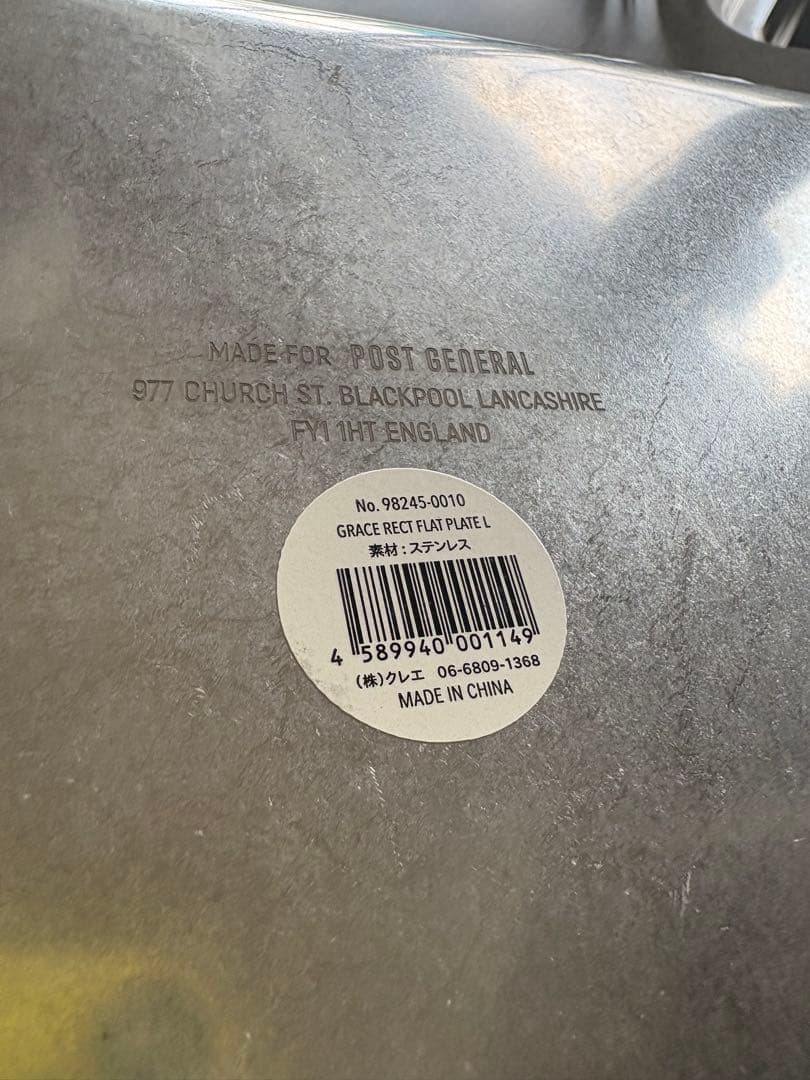 MADE FOR POST GENERAL
977 CHURCH ST. BLACKPOOL LANCASHIRE
FY1 1HT ENGLAND
No. 98245-0010
GRACE RECT FLAT PLATE L
素材：ステンレス
4 589940 001149
(株)クレエ 06-6809-1368
MADE IN CHINA